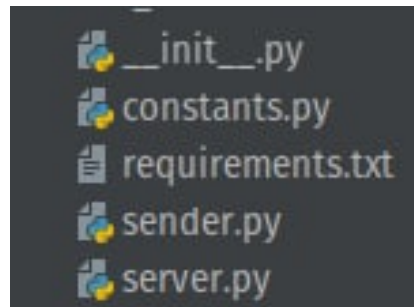 __init__.py
constants.py
requirements.txt
sender.py
server.py